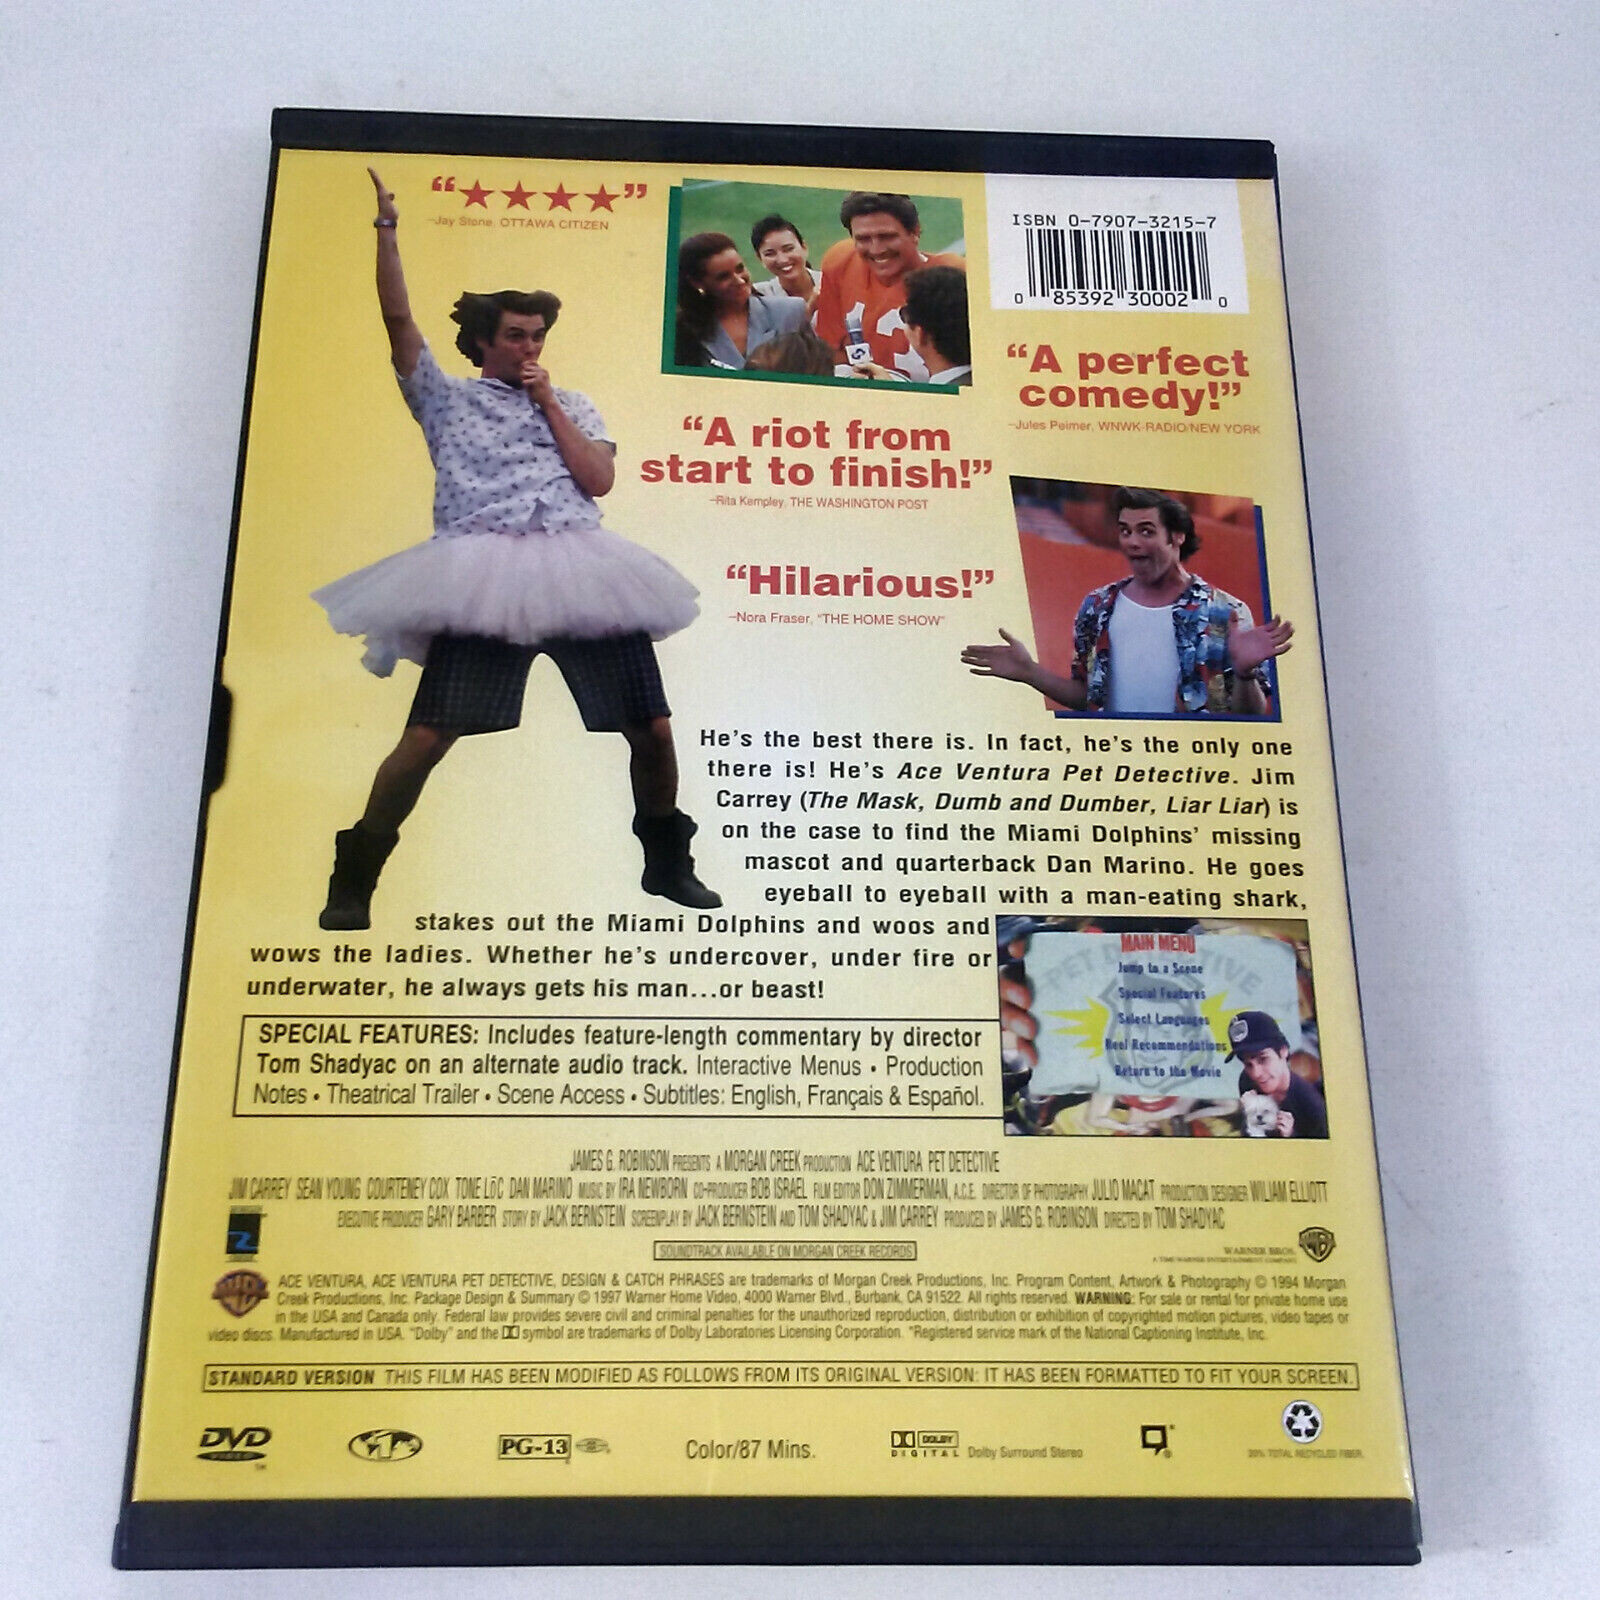 “★★★★”
–Jay Stone, OTTAWA CITIZEN
ISBN 0-7907-3215-7
0 85392 30002 0
“A perfect
comedy!”
–Jules Peimer, WNWK-RADIO/NEW YORK
“A riot from
start to finish!”
–Rita Kempley, THE WASHINGTON POST
“Hilarious!”
–Nora Fraser, “THE HOME SHOW”
He's the best there is. In fact, he's the only one
there is! He's Ace Ventura Pet Detective. Jim
Carrey (The Mask, Dumb and Dumber, Liar Liar) is
on the case to find the Miami Dolphins' missing
mascot and quarterback Dan Marino. He goes
eyeball to eyeball with a man-eating shark,
stakes out the Miami Dolphins and woos and
wows the ladies. Whether he's undercover, under fire or
underwater, he always gets his man...or beast!
MAIN MENU
Jump to a Scene
Special Features
Select Languages
Reel Recommendations
Return to the Movie
SPECIAL FEATURES: Includes feature-length commentary by director
Tom Shadyac on an alternate audio track. Interactive Menus • Production
Notes • Theatrical Trailer • Scene Access • Subtitles: English, Français & Español.
JAMES G. ROBINSON PRESENTS A MORGAN CREEK PRODUCTION ACE VENTURA PET DETECTIVE
JIM CARREY SEAN YOUNG COURTENEY COX TONE LŌC DAN MARINO MUSIC BY IRA NEWBORN CO-PRODUCER BOB ISRAEL FILM EDITOR DON ZIMMERMAN, A.C.E. DIRECTOR OF PHOTOGRAPHY JULIO MACAT PRODUCTION DESIGNER WILLIAM ELLIOTT
EXECUTIVE PRODUCER GARY BARBER STORY BY JACK BERNSTEIN SCREENPLAY BY JACK BERNSTEIN AND TOM SHADYAC & JIM CARREY PRODUCED BY JAMES G. ROBINSON DIRECTED BY TOM SHADYAC
SOUNDTRACK AVAILABLE ON MORGAN CREEK RECORDS
WARNER BROS.
A TIME WARNER ENTERTAINMENT COMPANY
ACE VENTURA, ACE VENTURA PET DETECTIVE, DESIGN & CATCH PHRASES are trademarks of Morgan Creek Productions, Inc. Program Content, Artwork & Photography © 1994 Morgan
Creek Productions, Inc. Package Design & Summary © 1997 Warner Home Video, 4000 Warner Blvd., Burbank, CA 91522. All rights reserved. WARNING: For sale or rental for private home use
in the USA and Canada only. Federal law provides severe civil and criminal penalties for the unauthorized reproduction, distribution or exhibition of copyrighted motion pictures, video tapes or
video discs. Manufactured in USA. “Dolby” and the DD symbol are trademarks of Dolby Laboratories Licensing Corporation. *Registered service mark of the National Captioning Institute, Inc.
STANDARD VERSION THIS FILM HAS BEEN MODIFIED AS FOLLOWS FROM ITS ORIGINAL VERSION: IT HAS BEEN FORMATTED TO FIT YOUR SCREEN.
DVD VIDEO ™
1
PG-13
Color/87 Mins.
DOLBY DIGITAL Dolby Surround Stereo
20% TOTAL RECYCLED FIBER.